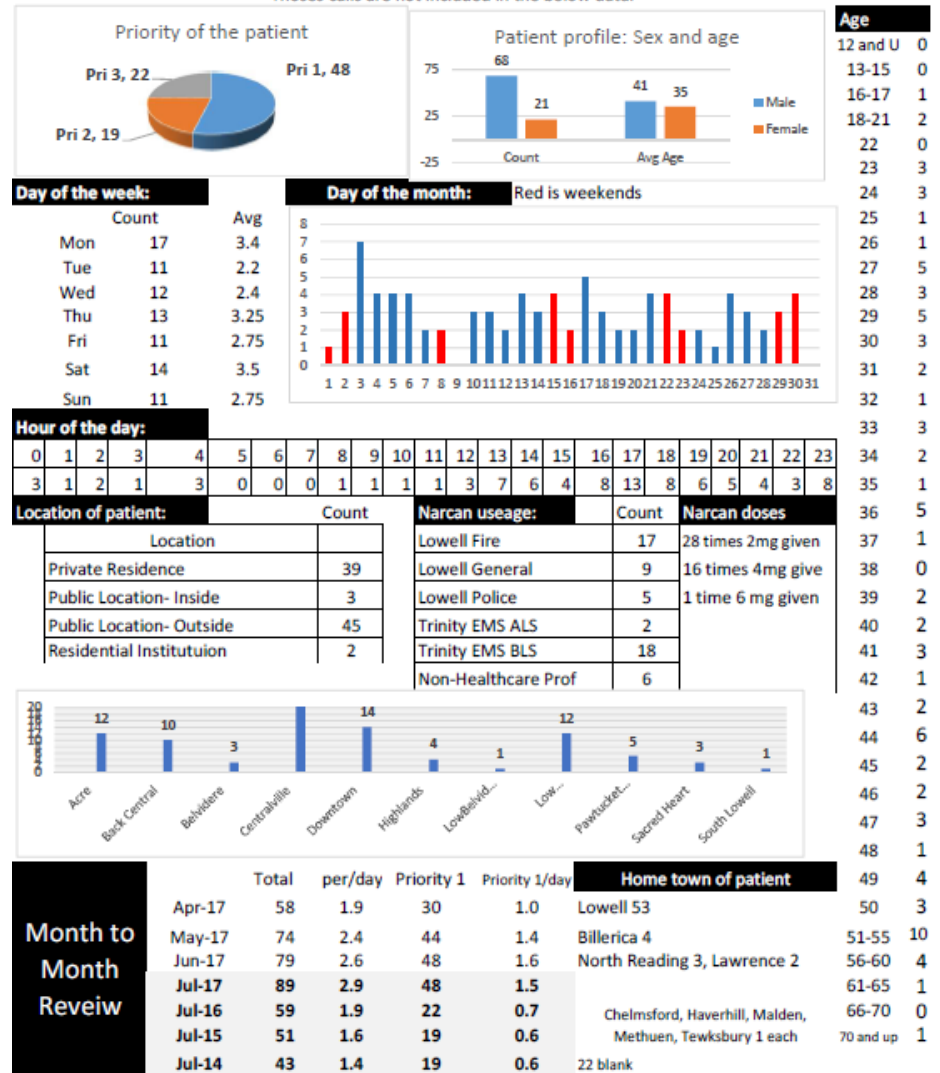 Priority of the patient
Pri 3, 22
Pri 1, 48
Pri 2, 19
Patient profile: Sex and age
75
25
-25
68
21
41
35
Count
Avg Age
Male
Female
Day of the week:
Count Avg
Mon 17 3.4
Tue 11 2.2
Wed 12 2.4
Thu 13 3.25
Fri 11 2.75
Sat 14 3.5
Sun 11 2.75
Day of the month: Red is weekends
8
7
6
5
4
3
2
1
0
1 2 3 4 5 6 7 8 9 10 11 12 13 14 15 16 17 18 19 20 21 22 23 24 25 26 27 28 29 30 31
Hour of the day:
0 1 2 3 4 5 6 7 8 9 10 11 12 13 14 15 16 17 18 19 20 21 22 23
3 1 2 1 3 0 0 0 1 1 1 1 3 7 6 4 8 13 8 6 5 4 3 8
Location of patient: Count
Location
Private Residence 39
Public Location- Inside 3
Public Location- Outside 45
Residential Institutuion 2
Narcan useage: Count
Lowell Fire 17
Lowell General 9
Lowell Police 5
Trinity EMS ALS 2
Trinity EMS BLS 18
Non-Healthcare Prof 6
Narcan doses
28 times 2mg given
16 times 4mg give
1 time 6 mg given
12
10
3
14
4
1
12
5
3
1
Acre
Back Central
Belvidere
Centralville
Downtown
Highlands
LowBelvid...
Low...
Pawtucket...
Sacred Heart
South Lowell
Month to
Month
Reveiw
Total per/day Priority 1 Priority 1/day
Apr-17 58 1.9 30 1.0
May-17 74 2.4 44 1.4
Jun-17 79 2.6 48 1.6
Jul-17 89 2.9 48 1.5
Jul-16 59 1.9 22 0.7
Jul-15 51 1.6 19 0.6
Jul-14 43 1.4 19 0.6
Home town of patient
Lowell 53
Billerica 4
North Reading 3, Lawrence 2
Chelmsford, Haverhill, Malden,
Methuen, Tewksbury 1 each
22 blank
Age
12 and U 0
13-15 0
16-17 1
18-21 2
22 0
23 3
24 3
25 1
26 1
27 5
28 3
29 5
30 3
31 2
32 1
33 3
34 2
35 1
36 5
37 1
38 0
39 2
40 2
41 3
42 1
43 2
44 6
45 2
46 2
47 3
48 1
49 4
50 3
51-55 10
56-60 4
61-65 1
66-70 0
70 and up 1